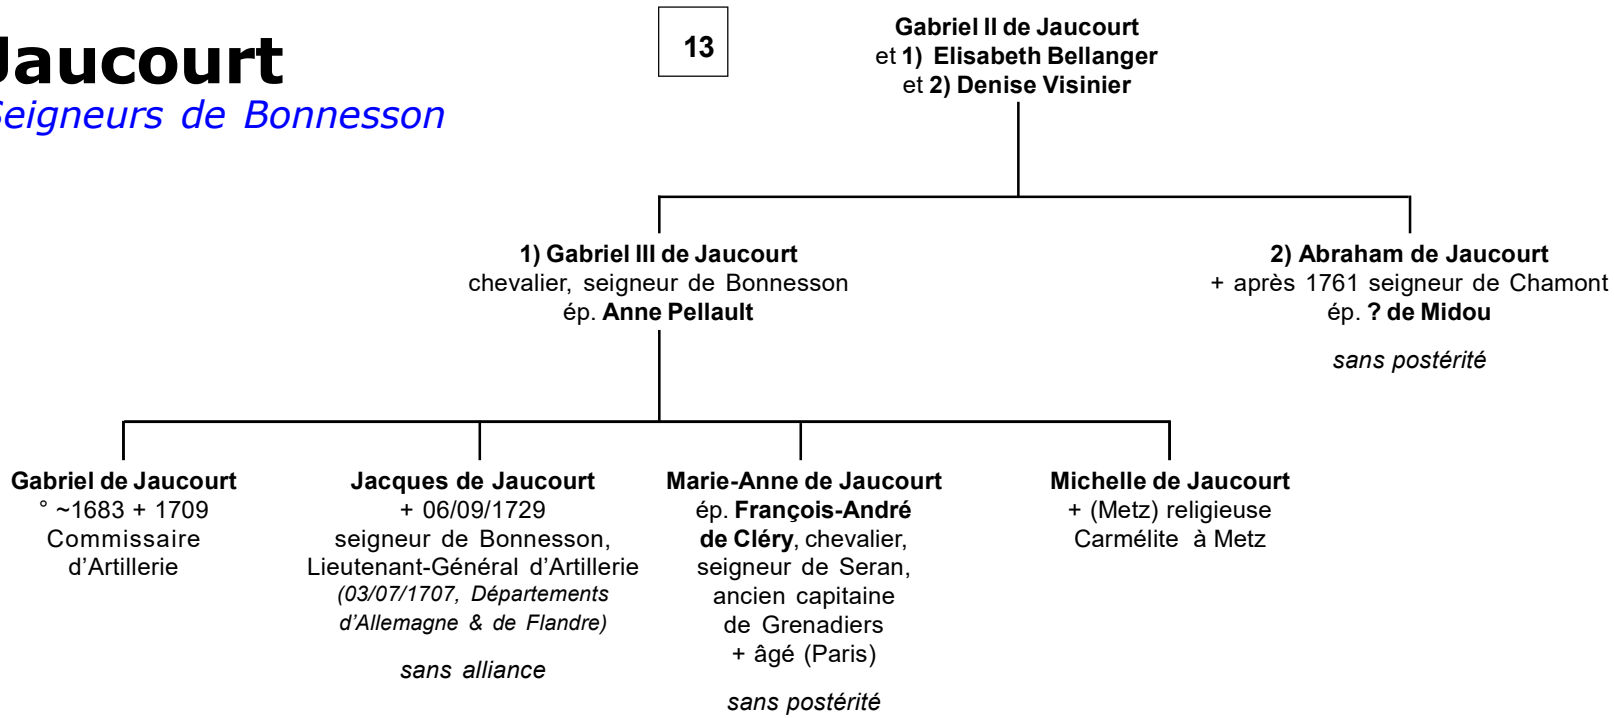 Jaucourt
Seigneurs de Bonnesson
13
Gabriel II de Jaucourt
et 1) Elisabeth Bellanger
et 2) Denise Visinier
1) Gabriel III de Jaucourt
chevalier, seigneur de Bonnesson
ép. Anne Pellault
2) Abraham de Jaucourt
+ après 1761 seigneur de Chamont
ép. ? de Midou
sans postérité
Gabriel de Jaucourt
° ~1683 + 1709
Commissaire
d’Artillerie
Jacques de Jaucourt
+ 06/09/1729
seigneur de Bonnesson,
Lieutenant-Général d’Artillerie
(03/07/1707, Départements
d’Allemagne & de Flandre)
sans alliance
Marie-Anne de Jaucourt
ép. François-André
de Cléry, chevalier,
seigneur de Seran,
ancien capitaine
de Grenadiers
+ âgé (Paris)
sans postérité
Michelle de Jaucourt
+ (Metz) religieuse
Carmélite à Metz